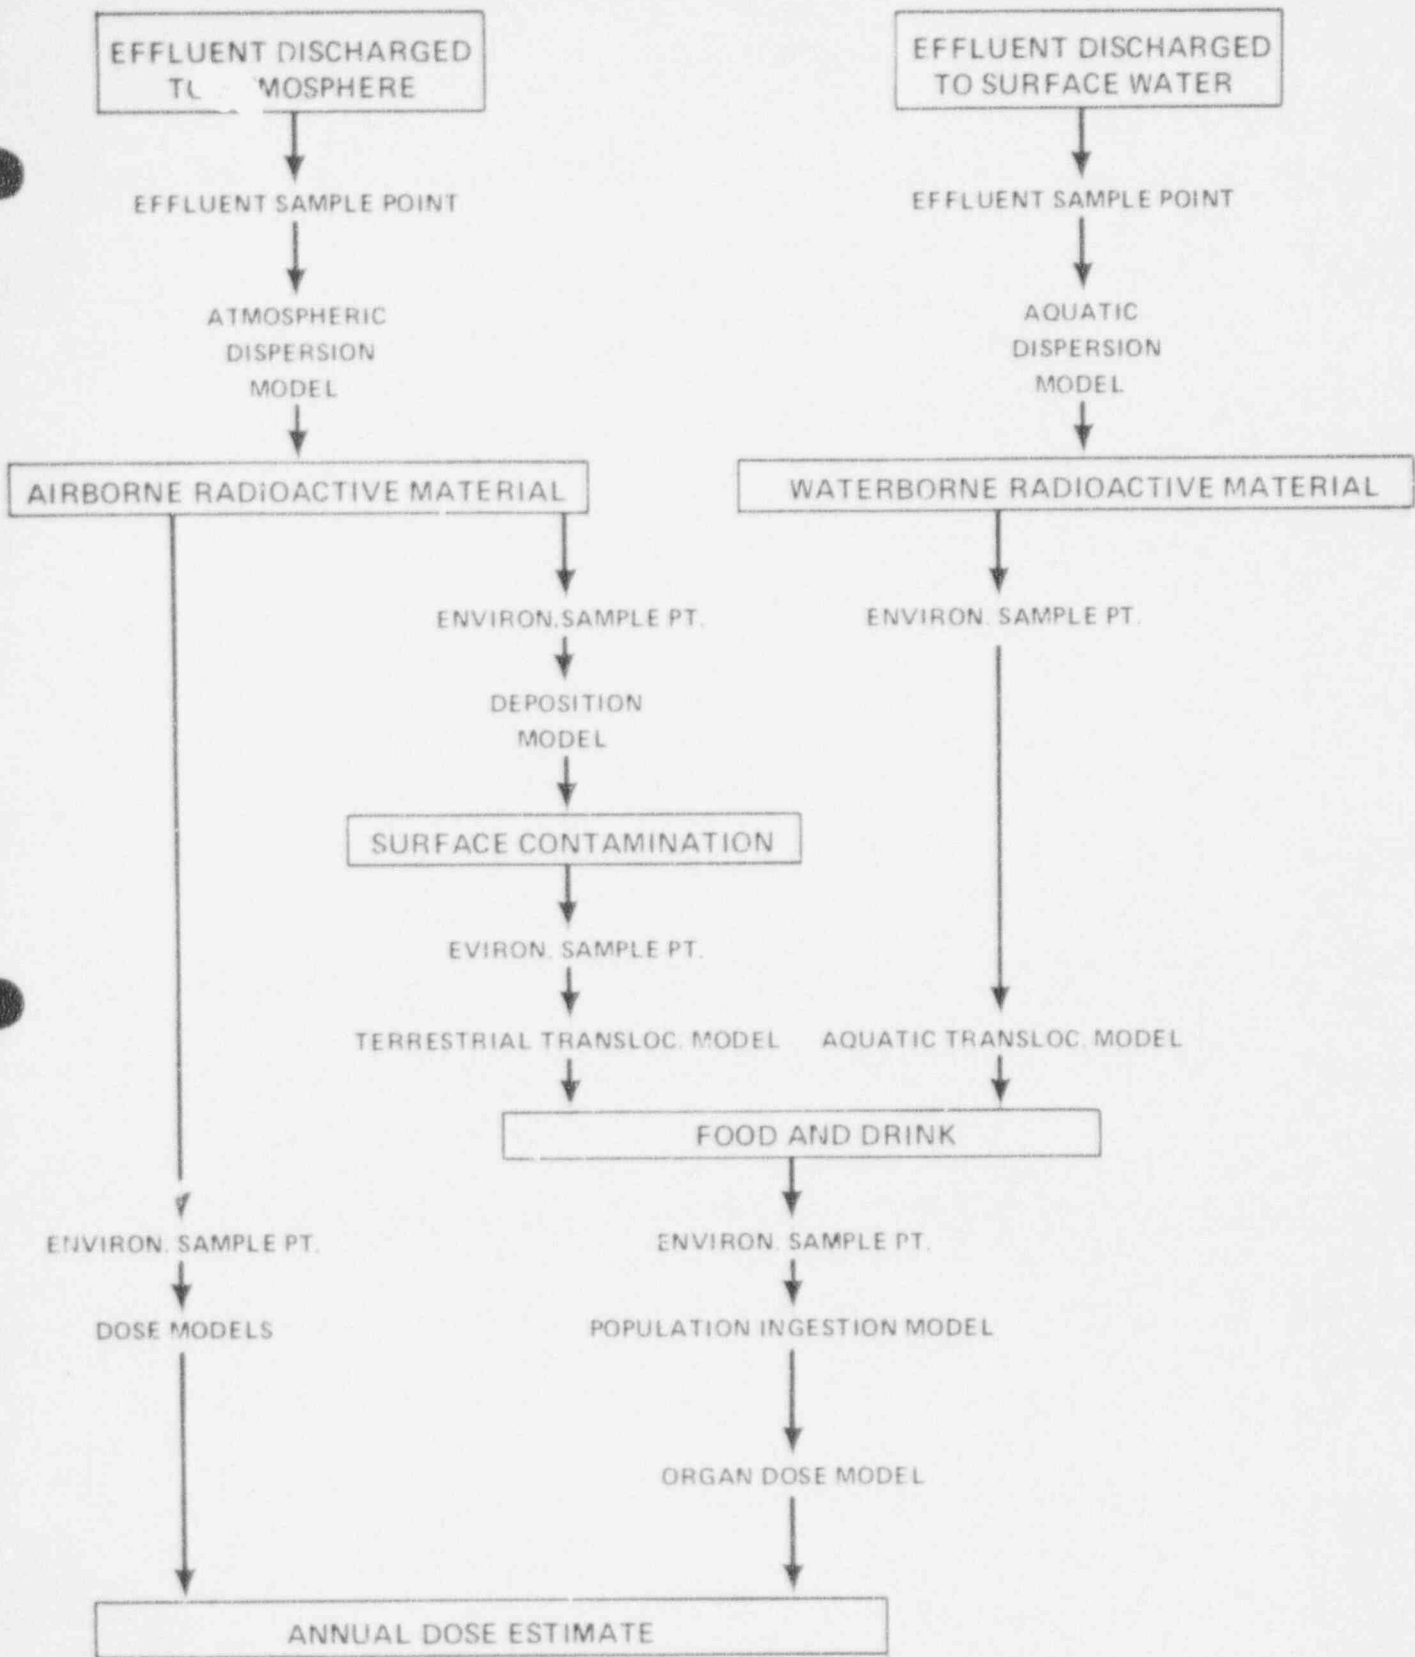 EFFLUENT DISCHARGED
MOSPHERE
EFFLUENT SAMPLE POINT
ATMOSPHERIC
DISPERSION
MODEL
AIRBORNE RADIOACTIVE MATERIAL
EFFLUENT DISCHARGED
TO SURFACE WATER
EFFLUENT SAMPLE POINT
AQUATIC
DISPERSION
MODEL
WATERBORNE RADIOACTIVE MATERIAL
ENVIRON.SAMPLE PT.
DEPOSITION
MODEL
SURFACE CONTAMINATION
EVIRON. SAMPLE PT.
TERRESTRIAL TRANSLOC. MODEL
ENVIRON. SAMPLE PT.
AQUATIC TRANSLOC. MODEL
FOOD AND DRINK
ENVIRON. SAMPLE PT.
DOSE MODELS
ENVIRON. SAMPLE PT.
POPULATION INGESTION MODEL
ORGAN DOSE MODEL
ANNUAL DOSE ESTIMATE